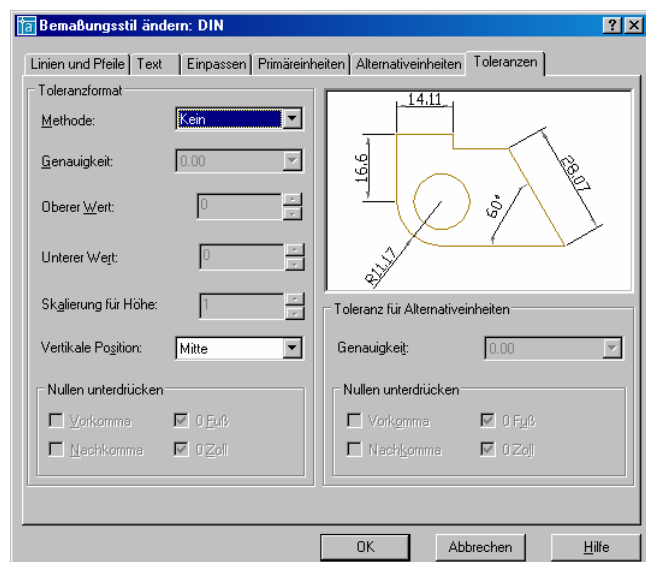 Bemaßungsstil ändern: DIN
Linien und Pfeile Text Einpassen Primäreinheiten Alternativeinheiten Toleranzen
Toleranzformat
Methode: Kein
Genauigkeit: 0.00
Oberer Wert: 0
Unterer Wert: 0
Skalierung für Höhe: 1
Vertikale Position: Mitte
Nullen unterdrücken
Vorkomma 0 Fuß
Nachkomma 0 Zoll
14.11
16.6
28.07
60°
R11.17
Toleranz für Alternativeinheiten
Genauigkeit: 0.00
Nullen unterdrücken
Vorkomma 0 Fuß
Nachkomma 0 Zoll
OK Abbrechen Hilfe